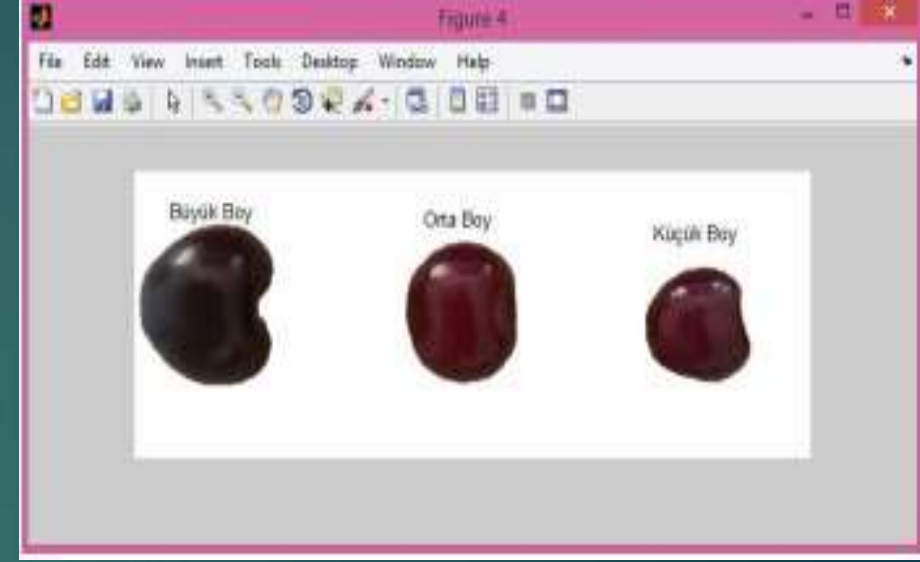 Figure 4
File Edit View Insert Tools Desktop Window Help
Büyük Boy
Orta Boy
Küçük Boy